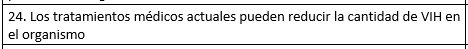 24. Los tratamientos médicos actuales pueden reducir la cantidad de VIH en
el organismo